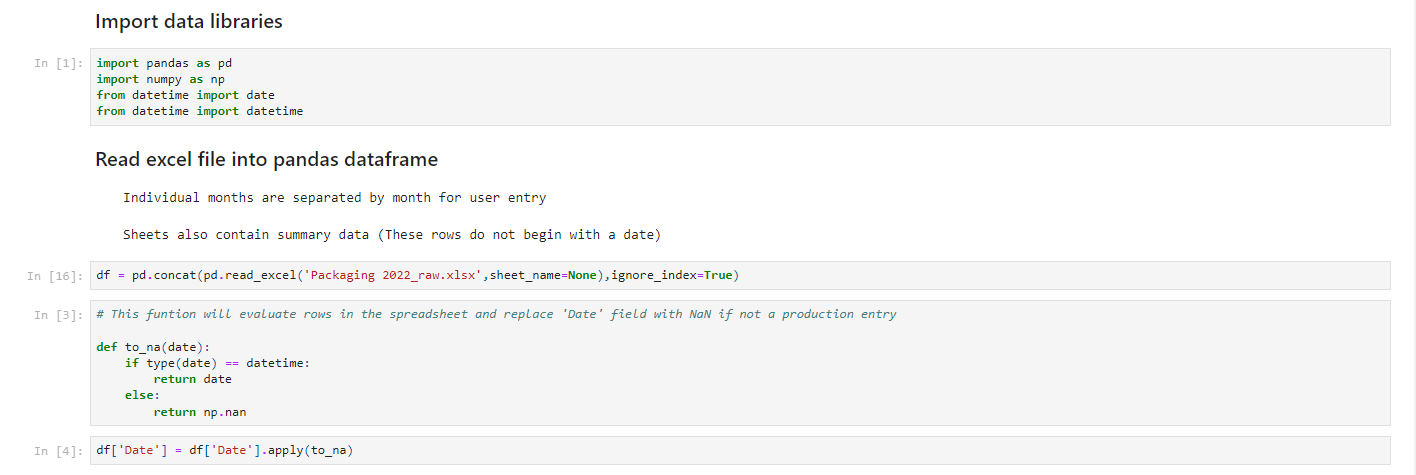 Import data libraries
In [1]:
import pandas as pd
import numpy as np
from datetime import date
from datetime import datetime
Read excel file into pandas dataframe
Individual months are separated by month for user entry
Sheets also contain summary data (These rows do not begin with a date)
In [16]:
df = pd.concat(pd.read_excel('Packaging 2022_raw.xlsx',sheet_name=None),ignore_index=True)
In [3]:
# This funtion will evaluate rows in the spreadsheet and replace 'Date' field with NaN if not a production entry
def to_na(date):
    if type(date) == datetime:
        return date
    else:
        return np.nan
In [4]:
df['Date'] = df['Date'].apply(to_na)